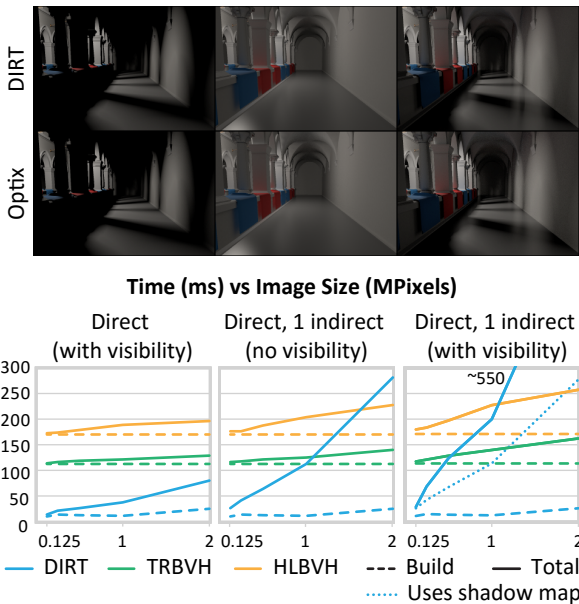 DIRT
Optix
Time (ms) vs Image Size (MPixels)
Direct
(with visibility)
Direct, 1 indirect
(no visibility)
Direct, 1 indirect
(with visibility)
300
250
200
150
100
50
0
~550
0.125 1 2
0.125 1 2
0.125 1 2
DIRT TRBVH HLBVH Build Total
Uses shadow map